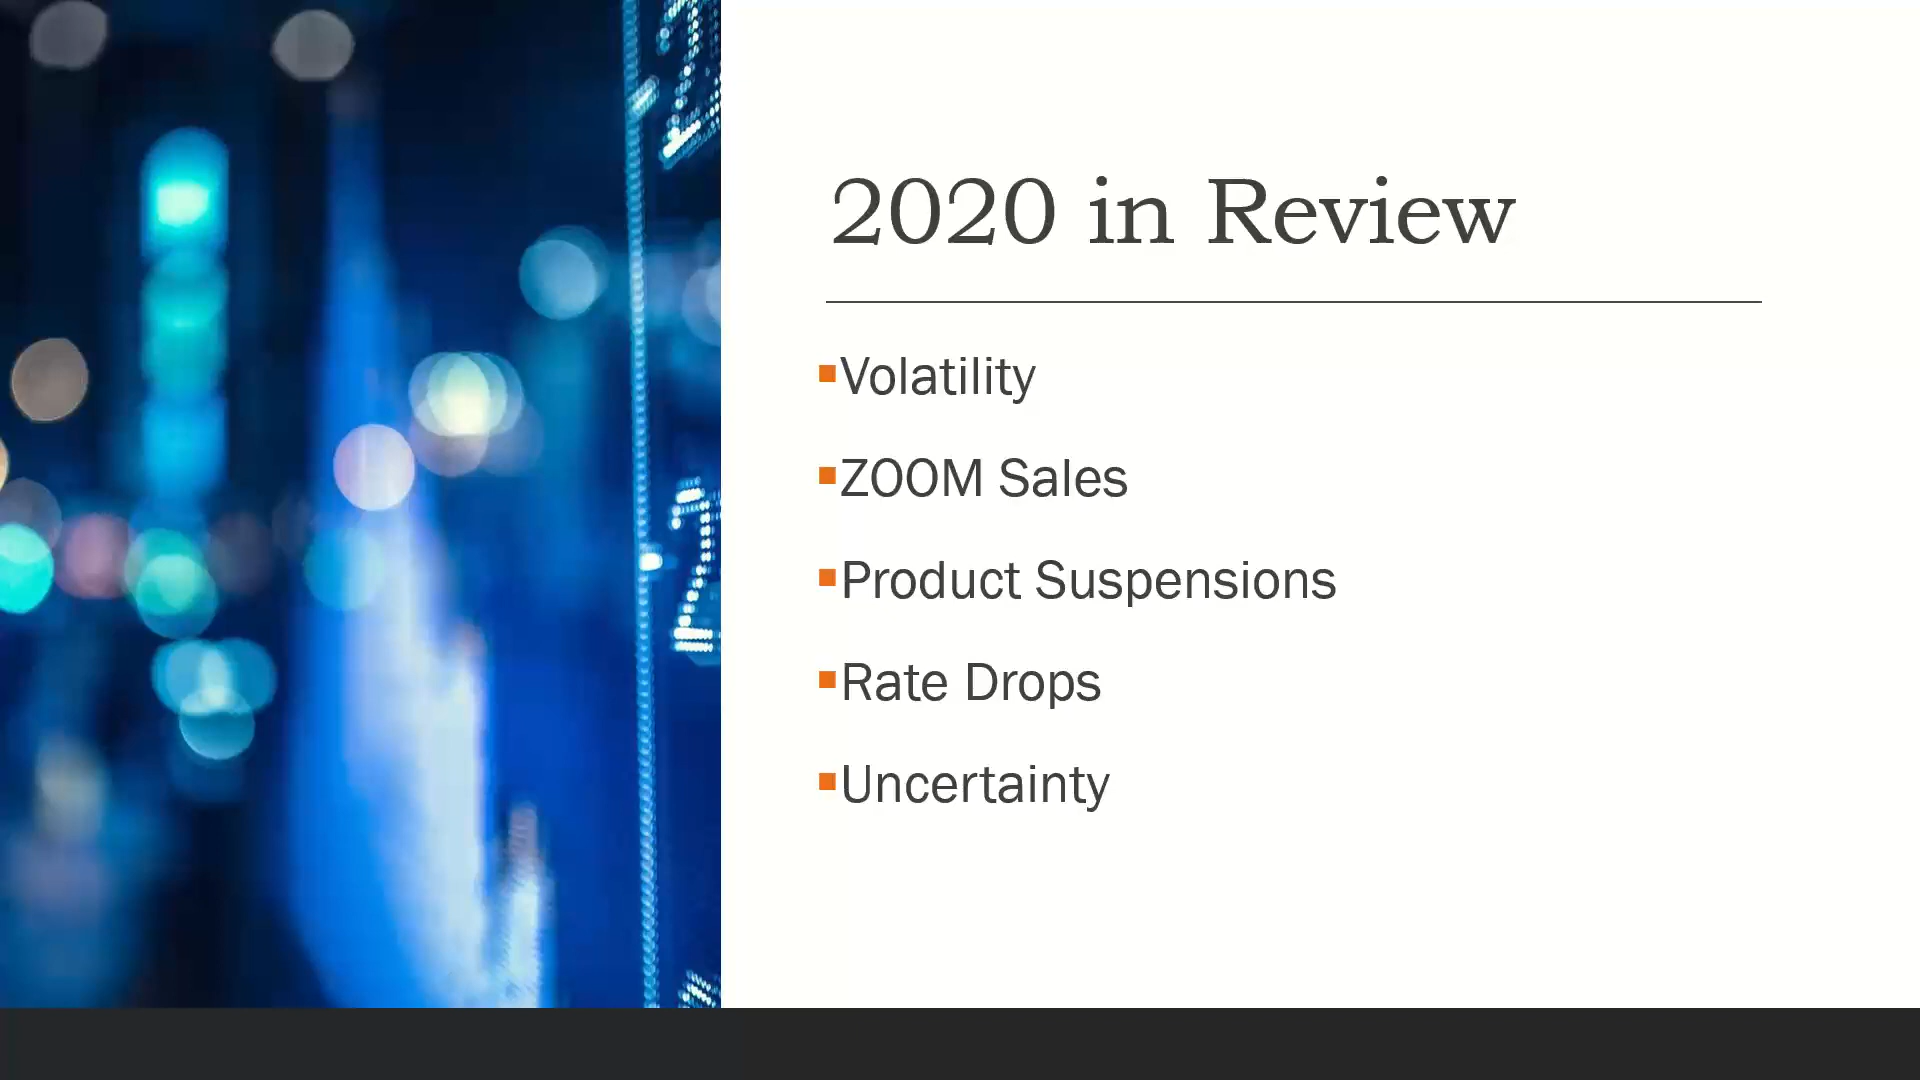 2020 in Review
Volatility
ZOOM Sales
Product Suspensions
Rate Drops
Uncertainty